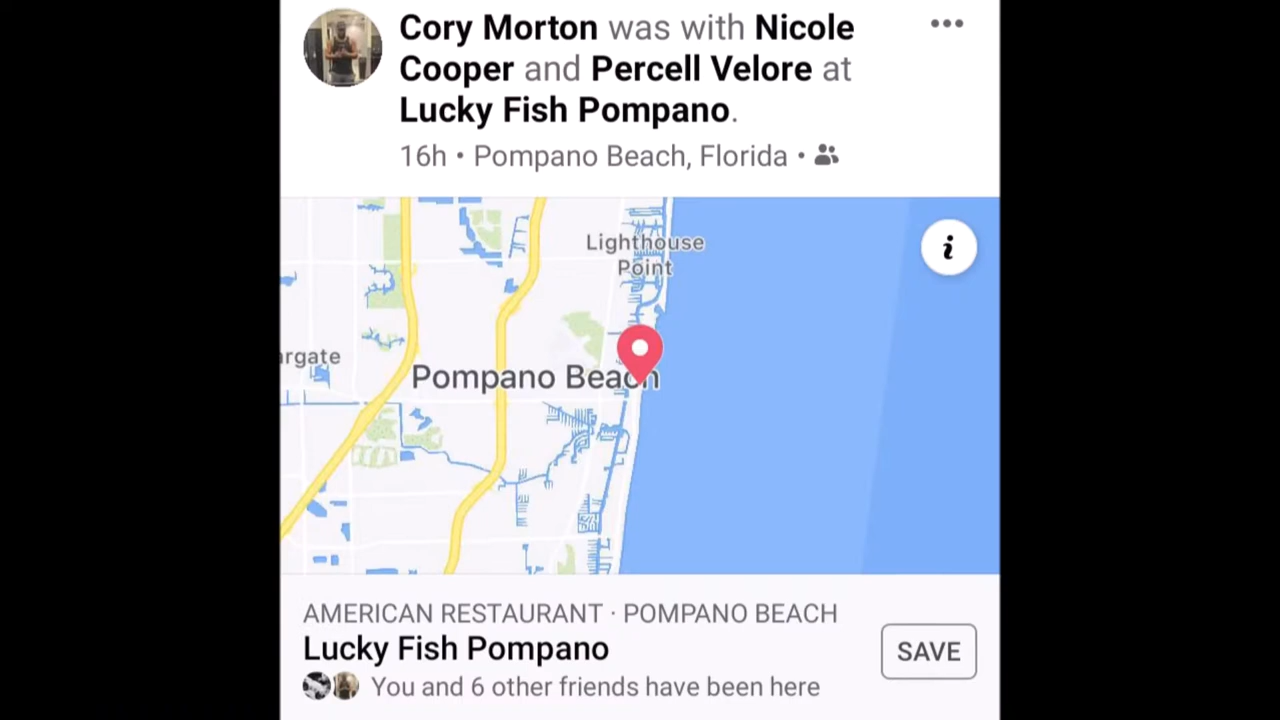 Cory Morton was with Nicole
Cooper and Percell Velore at
Lucky Fish Pompano.
16h • Pompano Beach, Florida •
i
Lighthouse
Point
argate
Pompano Beach
AMERICAN RESTAURANT · POMPANO BEACH
Lucky Fish Pompano
SAVE
You and 6 other friends have been here